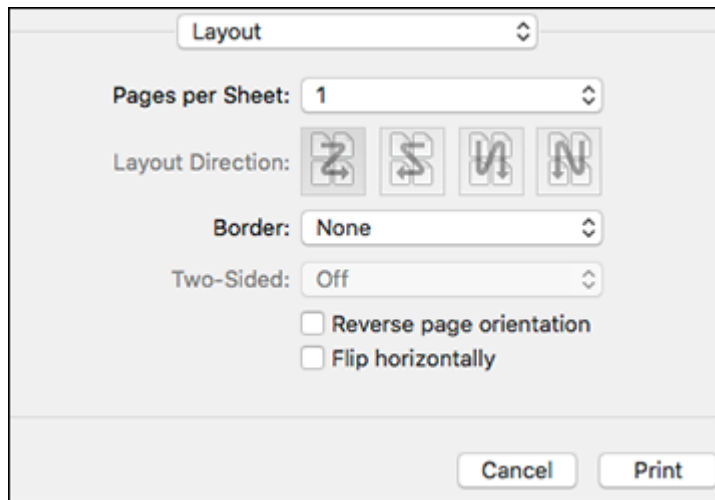 Layout
Pages per Sheet: 1
Layout Direction:
Border: None
Two-Sided: Off
Reverse page orientation
Flip horizontally
Cancel Print